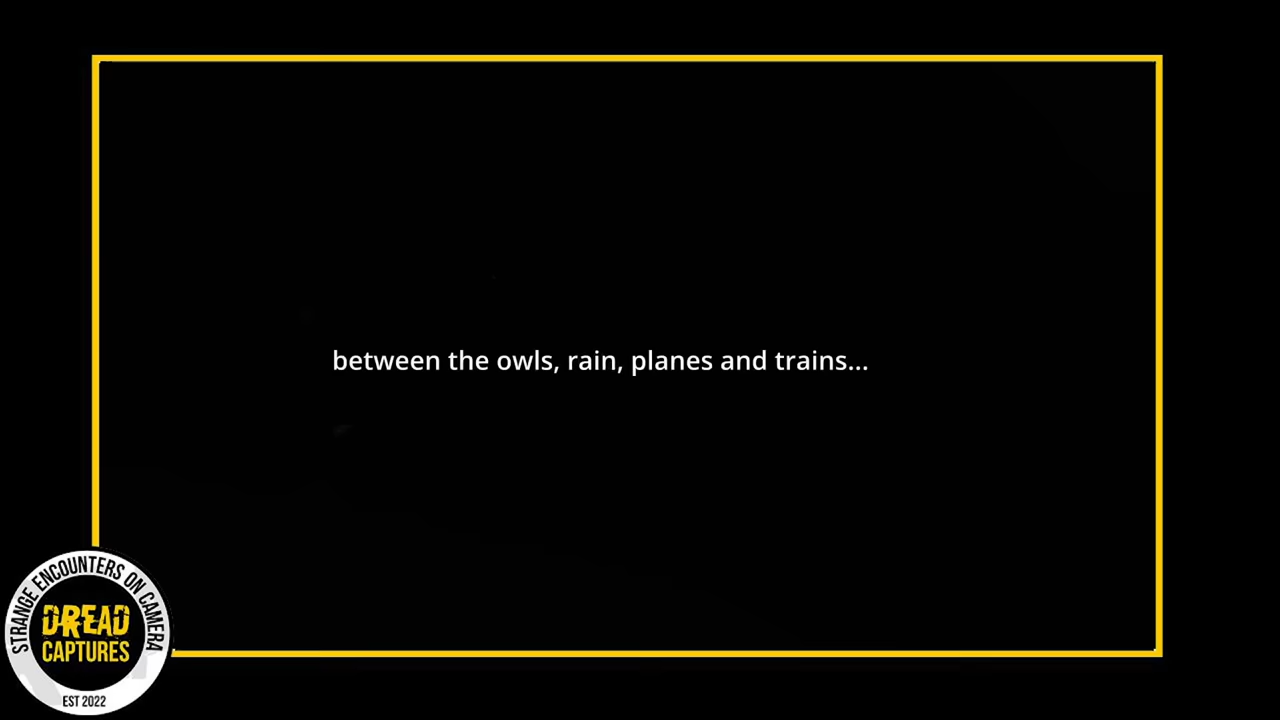 between the owls, rain, planes and trains...
STRANGE ENCOUNTERS ON CAMERA
DREAD
CAPTURES
EST 2022